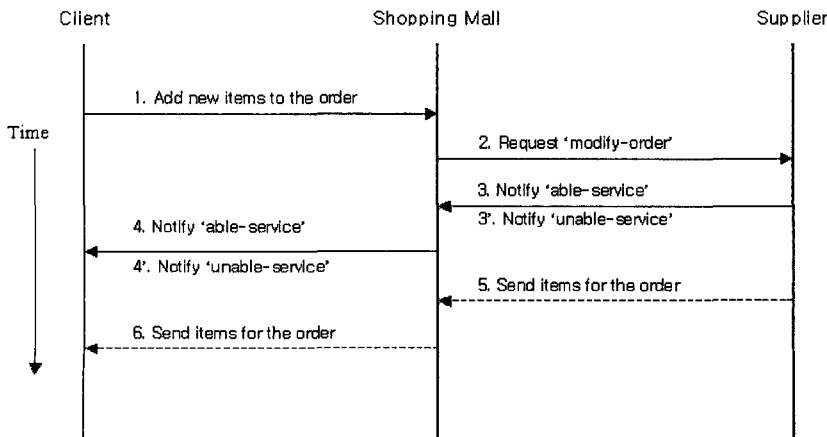 Client Shopping Mall Supplier
1. Add new items to the order
Time
2. Request 'modify-order'
3. Notify 'able-service'
3'. Notify 'unable-service'
4. Notify 'able-service'
4'. Notify 'unable-service'
5. Send items for the order
6. Send items for the order